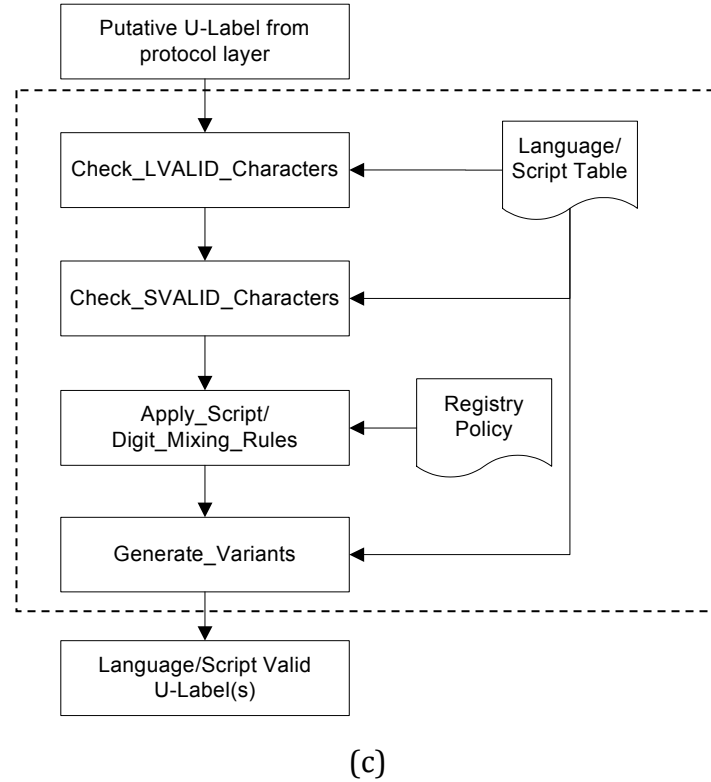 Putative U-Label from
protocol layer
Check_LVALID_Characters
Language/
Script Table
Check_SVALID_Characters
Apply_Script/
Digit_Mixing_Rules
Registry
Policy
Generate_Variants
Language/Script Valid
U-Label(s)
(c)